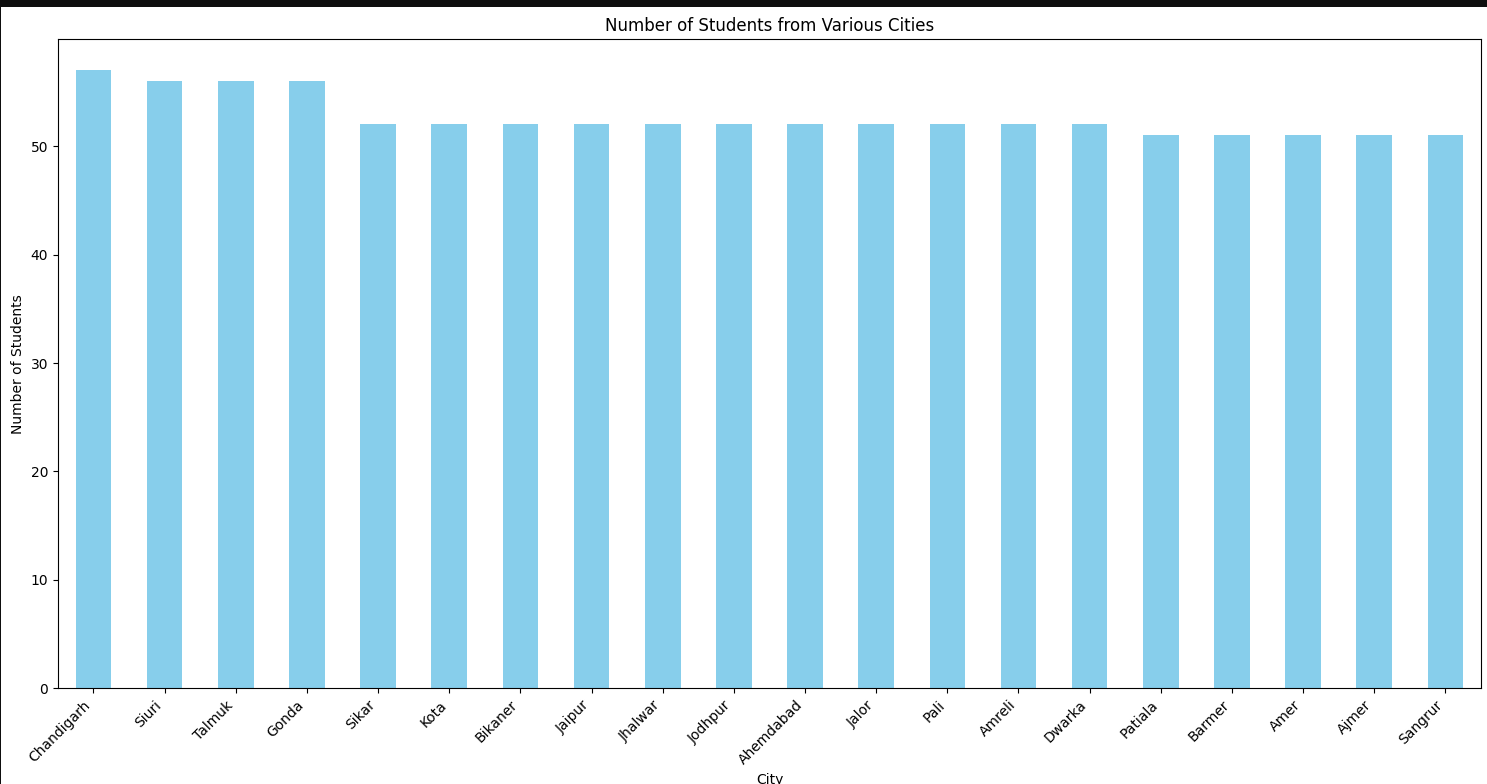 Number of Students from Various Cities
Number of Students
50
40
30
20
10
0
Chandigarh
Siuri
Talmuk
Gonda
Sikar
Kota
Bikaner
Jaipur
Jhalwar
Jodhpur
Ahemdabad
Jalor
Pali
Amreli
Dwarka
Patiala
Barmer
Amer
Ajmer
Sangrur
City